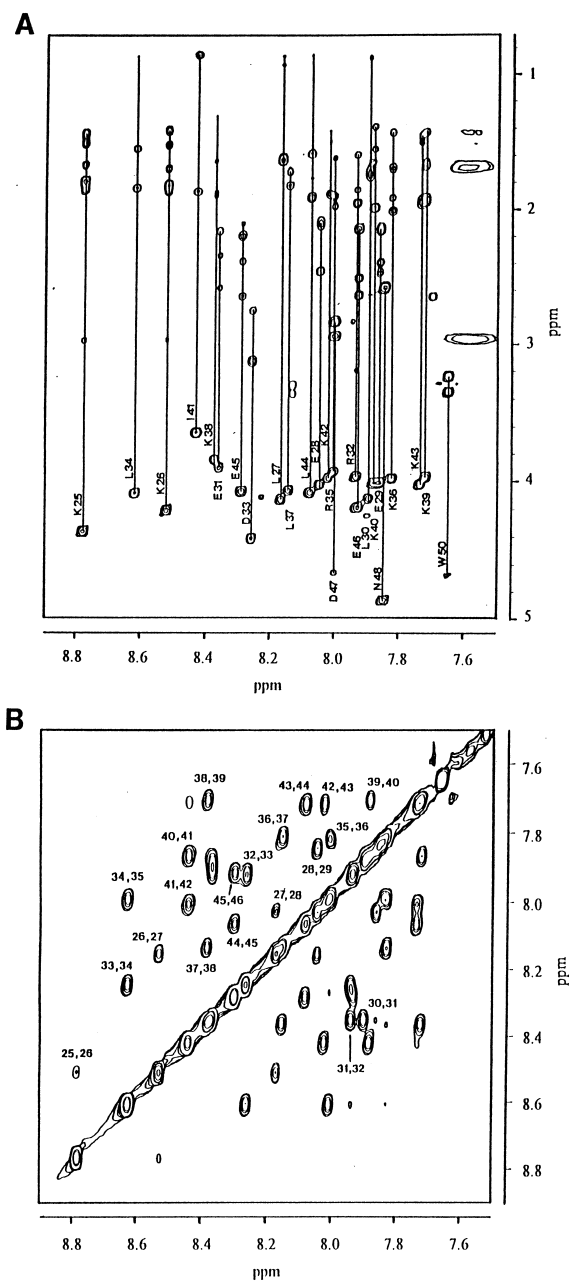 A
1
2
3
4
5
ppm
K25
L34
K26
I41
K38
E31
E45
D33
L27
L37
L44
E28
R35
K42
D47
R32
E46
L30
K40
E29
N48
K36
K43
K39
W50
8.8 8.6 8.4 8.2 8.0 7.8 7.6
ppm
B
38,39
43,44
42,43
39,40
36,37
35,36
40,41
32,33
28,29
34,35
41,42
45,46
27,28
26,27
44,45
37,38
33,34
30,31
31,32
25,26
7.6
7.8
8.0
8.2
8.4
8.6
8.8
ppm
8.8 8.6 8.4 8.2 8.0 7.8 7.6
ppm